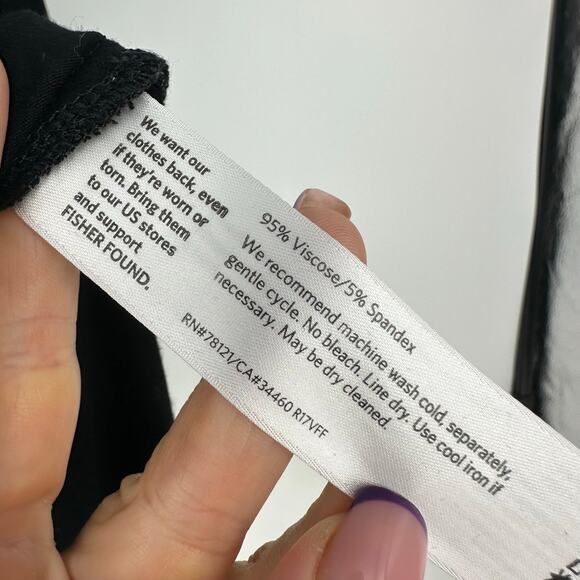 We want our
clothes back, even
if they're worn or
torn. Bring them
to our US stores
and support
FISHER FOUND.
95% Viscose/5% Spandex
We recommend machine wash cold, separately,
gentle cycle. No bleach. Line dry. Use cool iron if
necessary. May be dry cleaned.
RN#78121/CA#34460 R17VFF